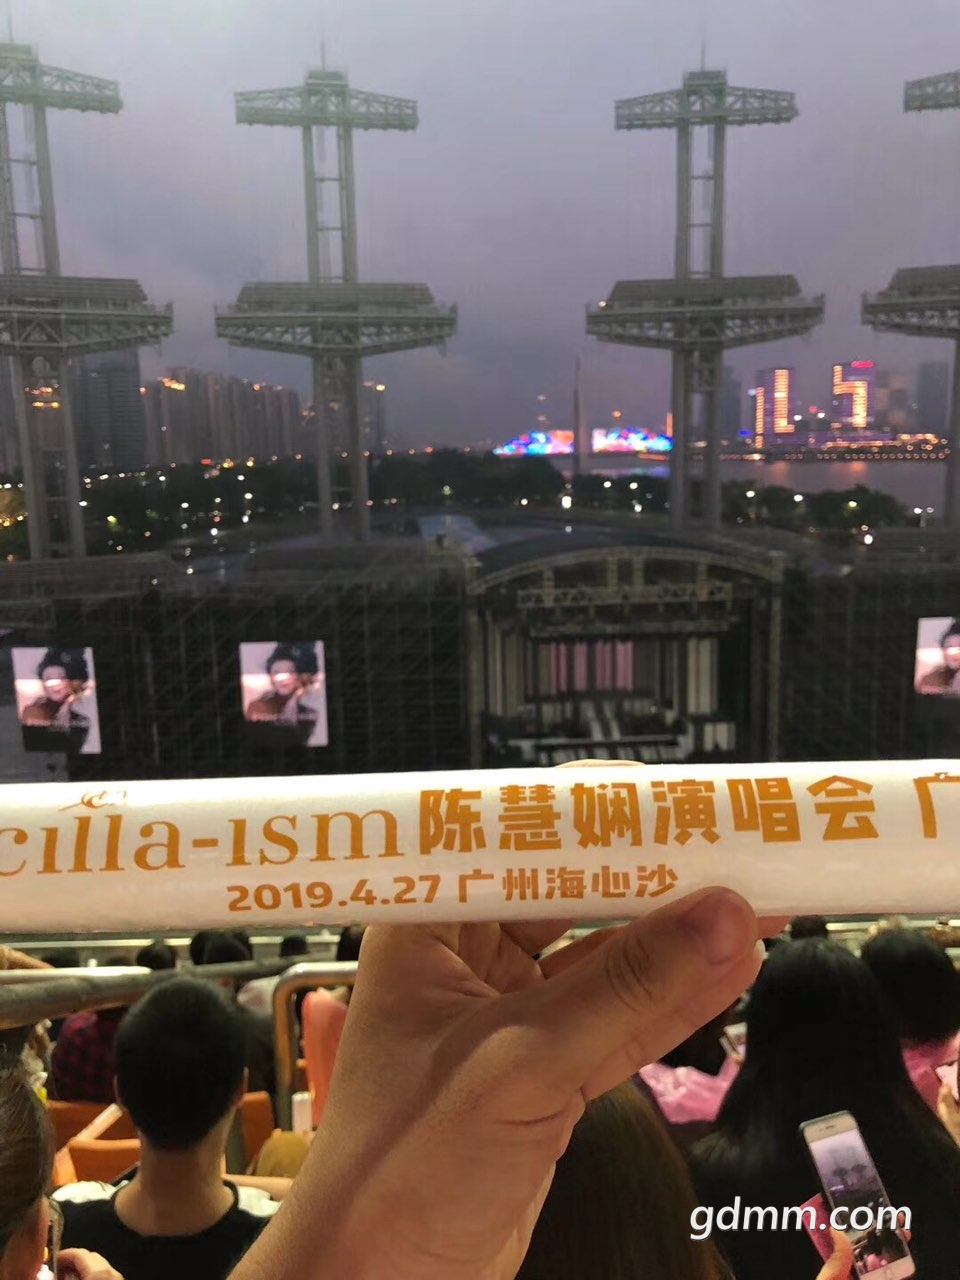 cilla-ism 陈慧娴演唱会 广
2019.4.27 广州海心沙
gdmm.com